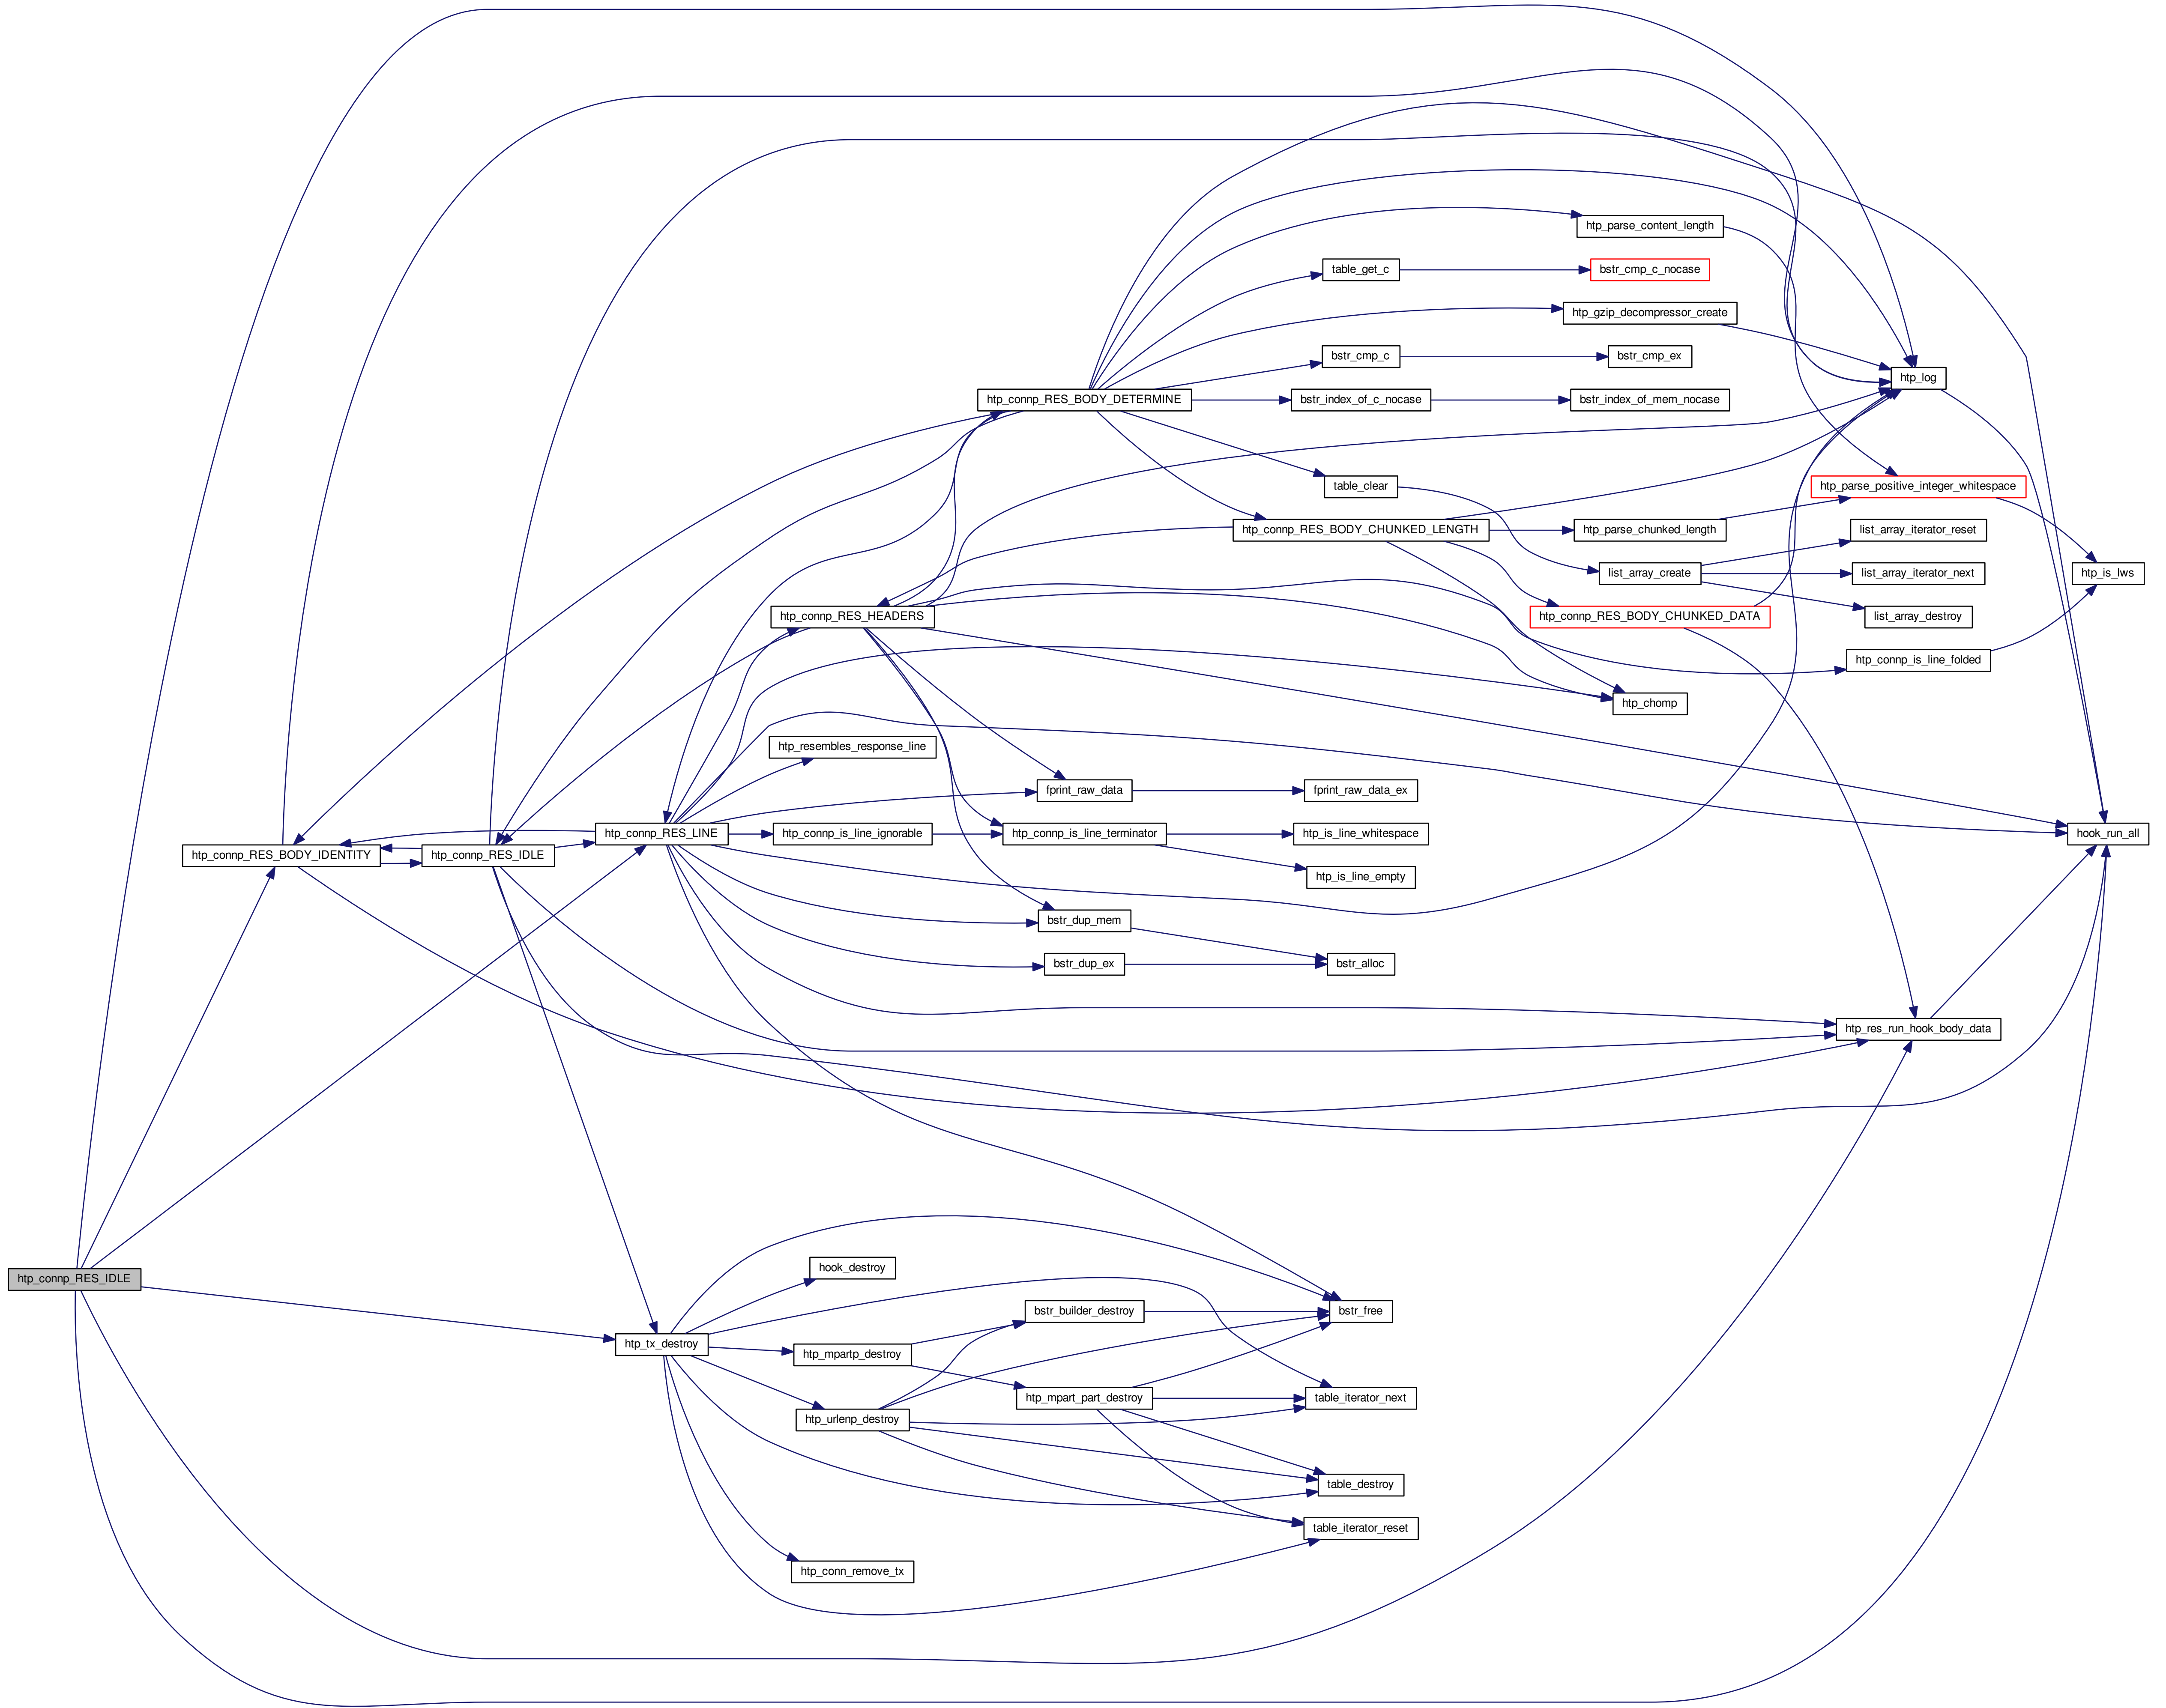 htp_parse_content_length
table_get_c
bstr_cmp_c_nocase
htp_gzip_decompressor_create
bstr_cmp_c
bstr_cmp_ex
htp_log
htp_connp_RES_BODY_DETERMINE
bstr_index_of_c_nocase
bstr_index_of_mem_nocase
table_clear
htp_parse_positive_integer_whitespace
htp_connp_RES_BODY_CHUNKED_LENGTH
htp_parse_chunked_length
list_array_iterator_reset
list_array_create
list_array_iterator_next
htp_is_lws
htp_connp_RES_HEADERS
htp_connp_RES_BODY_CHUNKED_DATA
list_array_destroy
htp_connp_is_line_folded
htp_chomp
htp_resembles_response_line
fprint_raw_data
fprint_raw_data_ex
htp_connp_RES_LINE
htp_connp_is_line_ignorable
htp_connp_is_line_terminator
htp_is_line_whitespace
hook_run_all
htp_connp_RES_BODY_IDENTITY
htp_connp_RES_IDLE
htp_is_line_empty
bstr_dup_mem
bstr_dup_ex
bstr_alloc
htp_res_run_hook_body_data
hook_destroy
htp_connp_RES_IDLE
bstr_builder_destroy
bstr_free
htp_tx_destroy
htp_mpartp_destroy
htp_mpart_part_destroy
table_iterator_next
htp_urlenp_destroy
table_destroy
table_iterator_reset
htp_conn_remove_tx